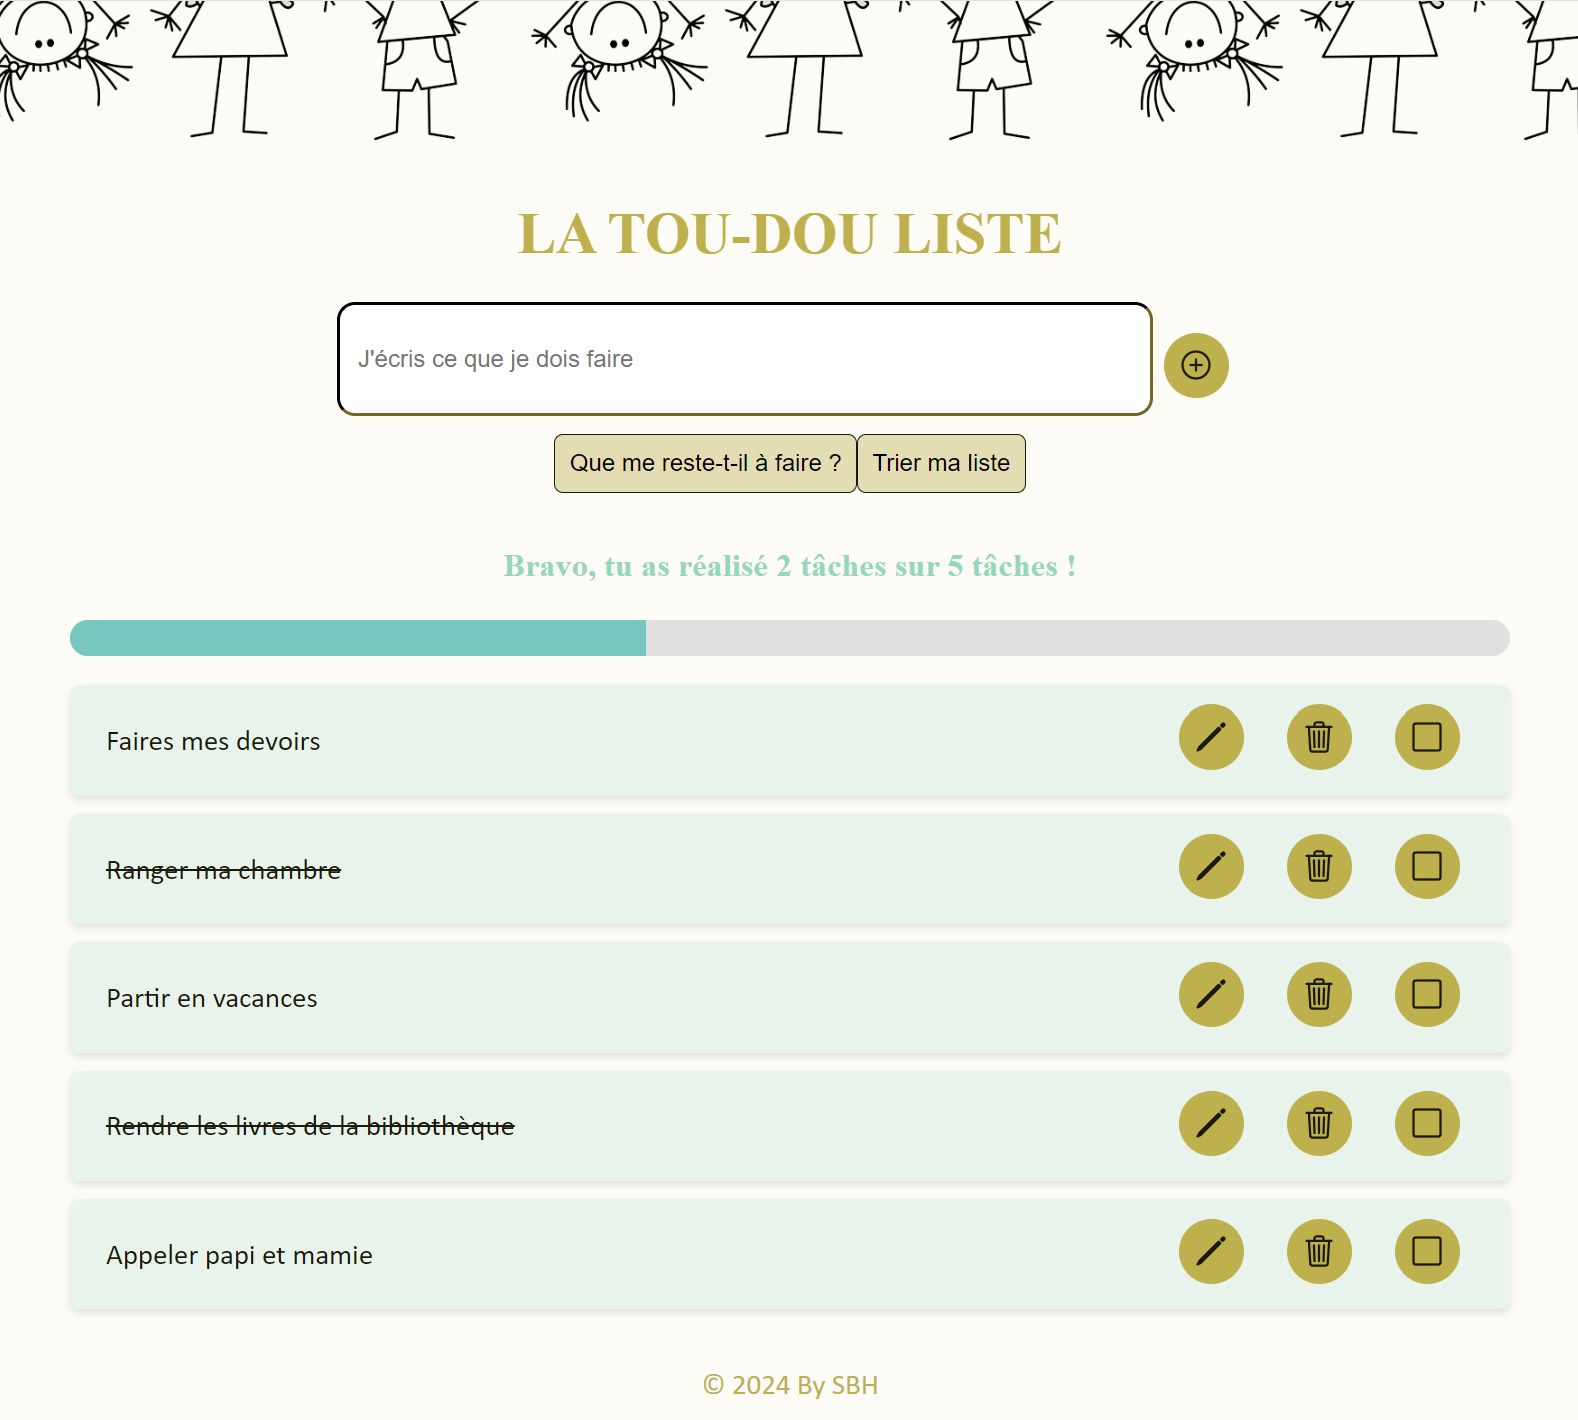 LA TOU-DOU LISTE
J'écris ce que je dois faire
Que me reste-t-il à faire ? Trier ma liste
Bravo, tu as réalisé 2 tâches sur 5 tâches !
Faires mes devoirs
Ranger ma chambre
Partir en vacances
Rendre les livres de la bibliothèque
Appeler papi et mamie
© 2024 By SBH